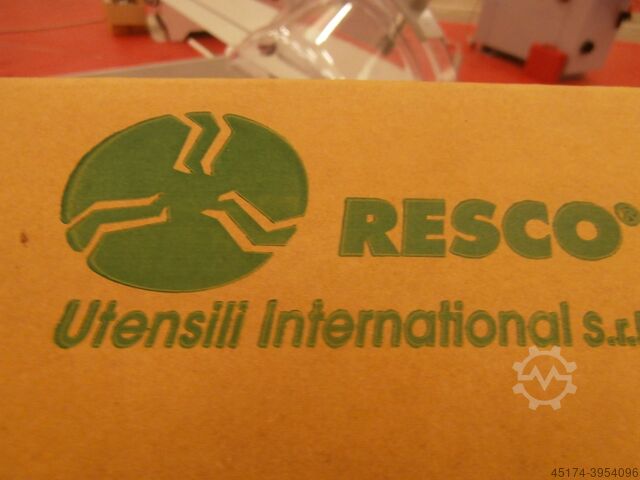 RESCO®
Utensili International s.r.l
45174-3954096